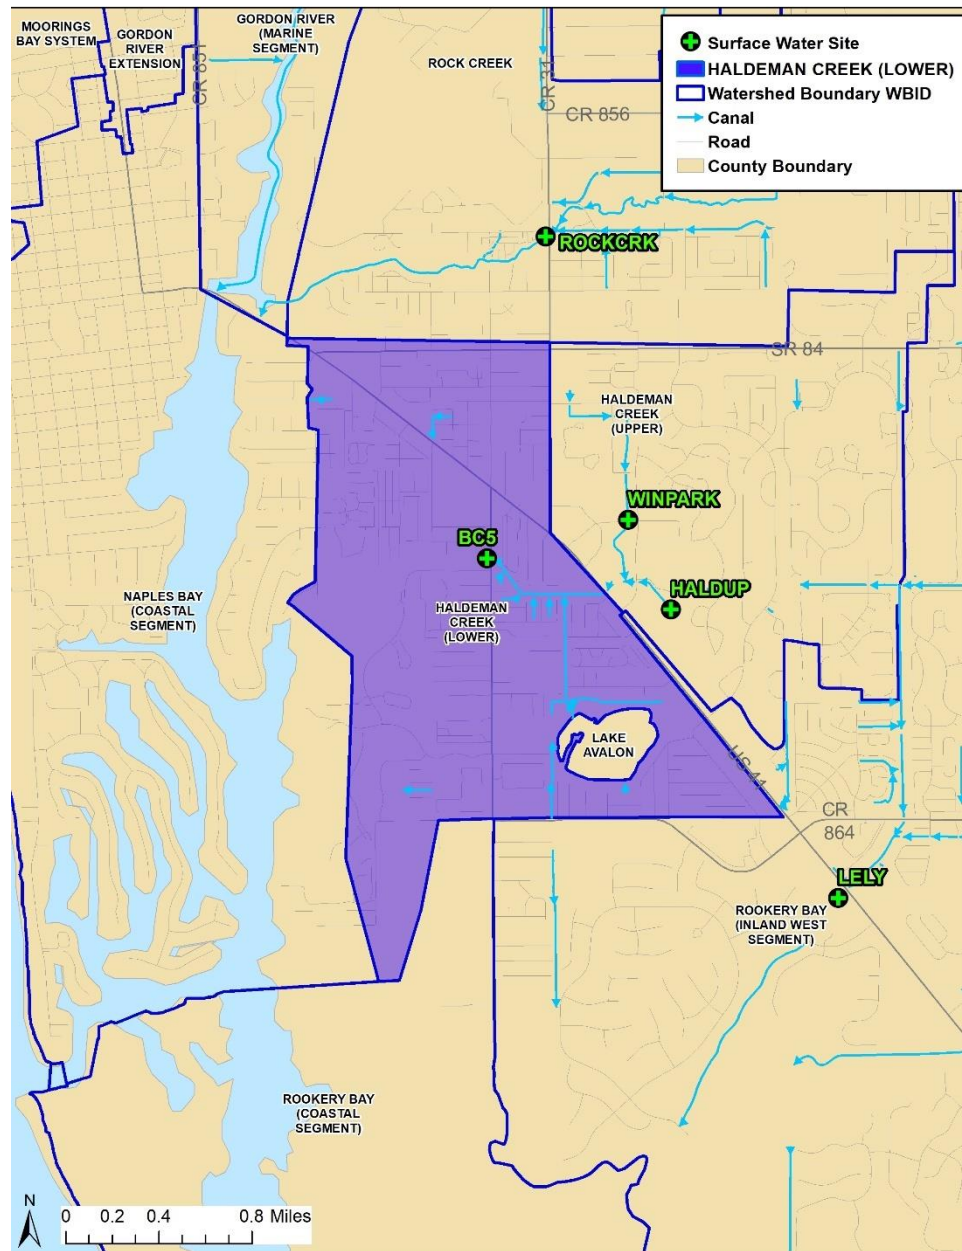 MOORINGS
BAY SYSTEM
GORDON
RIVER
EXTENSION
CR 851
GORDON RIVER
(MARINE
SEGMENT)
ROCK CREEK
CR 31
CR 856
Surface Water Site
HALDEMAN CREEK (LOWER)
Watershed Boundary WBID
Canal
Road
County Boundary
ROCKCRK
SR 84
HALDEMAN
CREEK
(UPPER)
WINPARK
BC5
HALDUP
NAPLES BAY
(COASTAL
SEGMENT)
HALDEMAN
CREEK
(LOWER)
LAKE
AVALON
US 41
CR
864
LELY
ROOKERY BAY
(INLAND WEST
SEGMENT)
ROOKERY BAY
(COASTAL
SEGMENT)
N
0 0.2 0.4 0.8 Miles